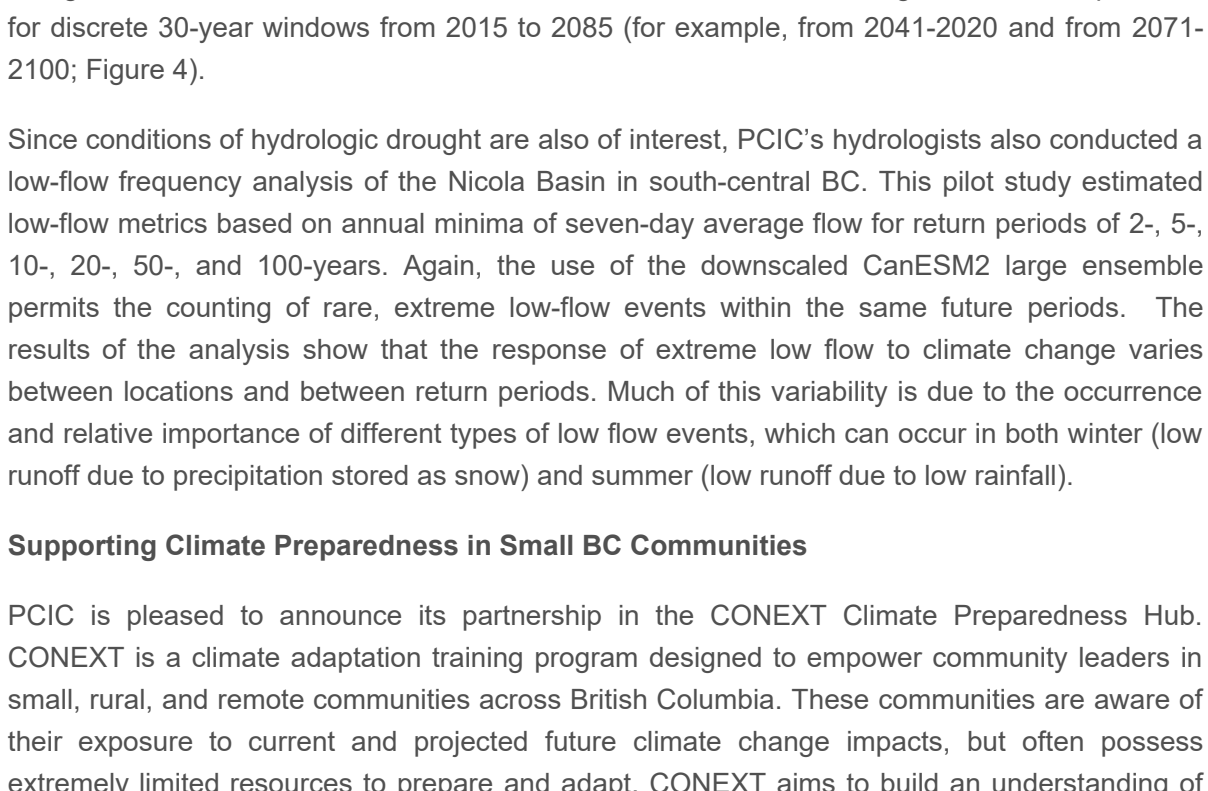 for discrete 30-year windows from 2015 to 2085 (for example, from 2041-2020 and from 2071-
2100; Figure 4).
Since conditions of hydrologic drought are also of interest, PCIC’s hydrologists also conducted a
low-flow frequency analysis of the Nicola Basin in south-central BC. This pilot study estimated
low-flow metrics based on annual minima of seven-day average flow for return periods of 2-, 5-,
10-, 20-, 50-, and 100-years. Again, the use of the downscaled CanESM2 large ensemble
permits the counting of rare, extreme low-flow events within the same future periods.  The
results of the analysis show that the response of extreme low flow to climate change varies
between locations and between return periods. Much of this variability is due to the occurrence
and relative importance of different types of low flow events, which can occur in both winter (low
runoff due to precipitation stored as snow) and summer (low runoff due to low rainfall).
Supporting Climate Preparedness in Small BC Communities
PCIC is pleased to announce its partnership in the CONEXT Climate Preparedness Hub.
CONEXT is a climate adaptation training program designed to empower community leaders in
small, rural, and remote communities across British Columbia. These communities are aware of
their exposure to current and projected future climate change impacts, but often possess
extremely limited resources to prepare and adapt. CONEXT aims to build an understanding of